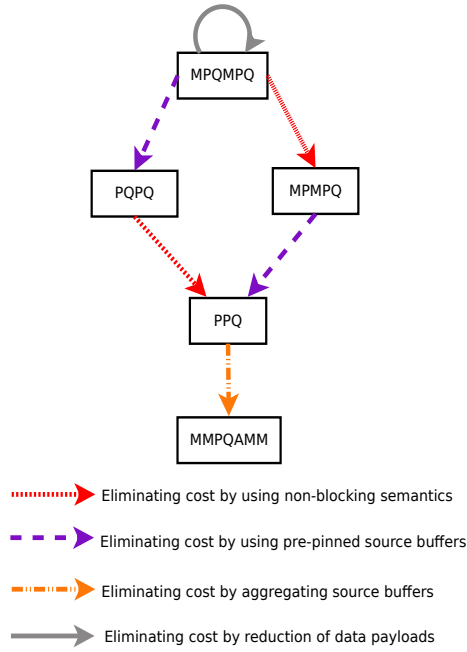 MPQMPQ
PQPQ
MPMPQ
PPQ
MMPQAMM
Eliminating cost by using non-blocking semantics
Eliminating cost by using pre-pinned source buffers
Eliminating cost by aggregating source buffers
Eliminating cost by reduction of data payloads